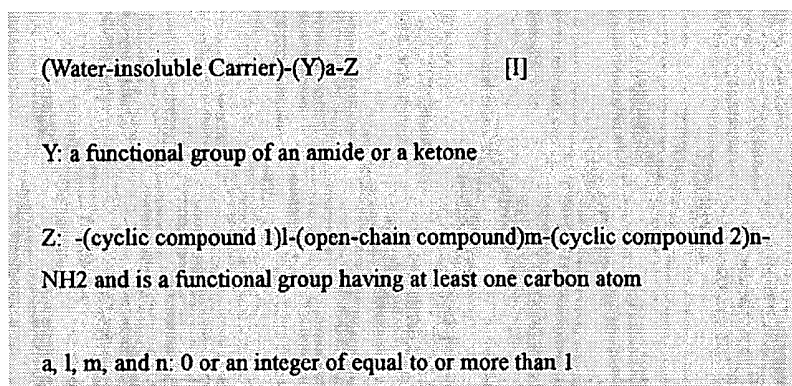 (Water-insoluble Carrier)-(Y)a-Z [I]
Y: a functional group of an amide or a ketone
Z: -(cyclic compound 1)l-(open-chain compound)m-(cyclic compound 2)n-
NH2 and is a functional group having at least one carbon atom
a, l, m, and n: 0 or an integer of equal to or more than 1